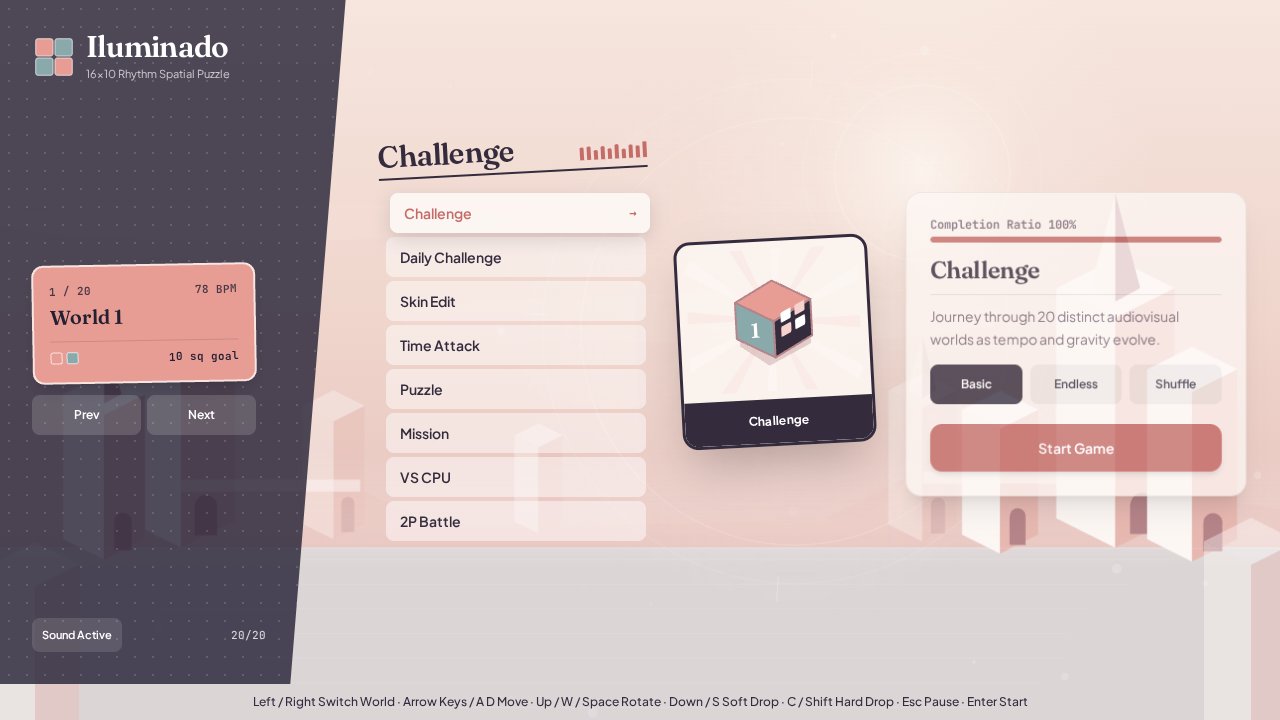 Iluminado
16×10 Rhythm Spatial Puzzle
1 / 20
78 BPM
World 1
10 sq goal
Prev
Next
Sound Active
20/20
Challenge
Challenge →
Daily Challenge
Skin Edit
Time Attack
Puzzle
Mission
VS CPU
2P Battle
1
Challenge
Completion Ratio 100%
Challenge
Journey through 20 distinct audiovisual
worlds as tempo and gravity evolve.
Basic
Endless
Shuffle
Start Game
Left / Right Switch World · Arrow Keys / A D Move · Up / W / Space Rotate · Down / S Soft Drop · C / Shift Hard Drop · Esc Pause · Enter Start